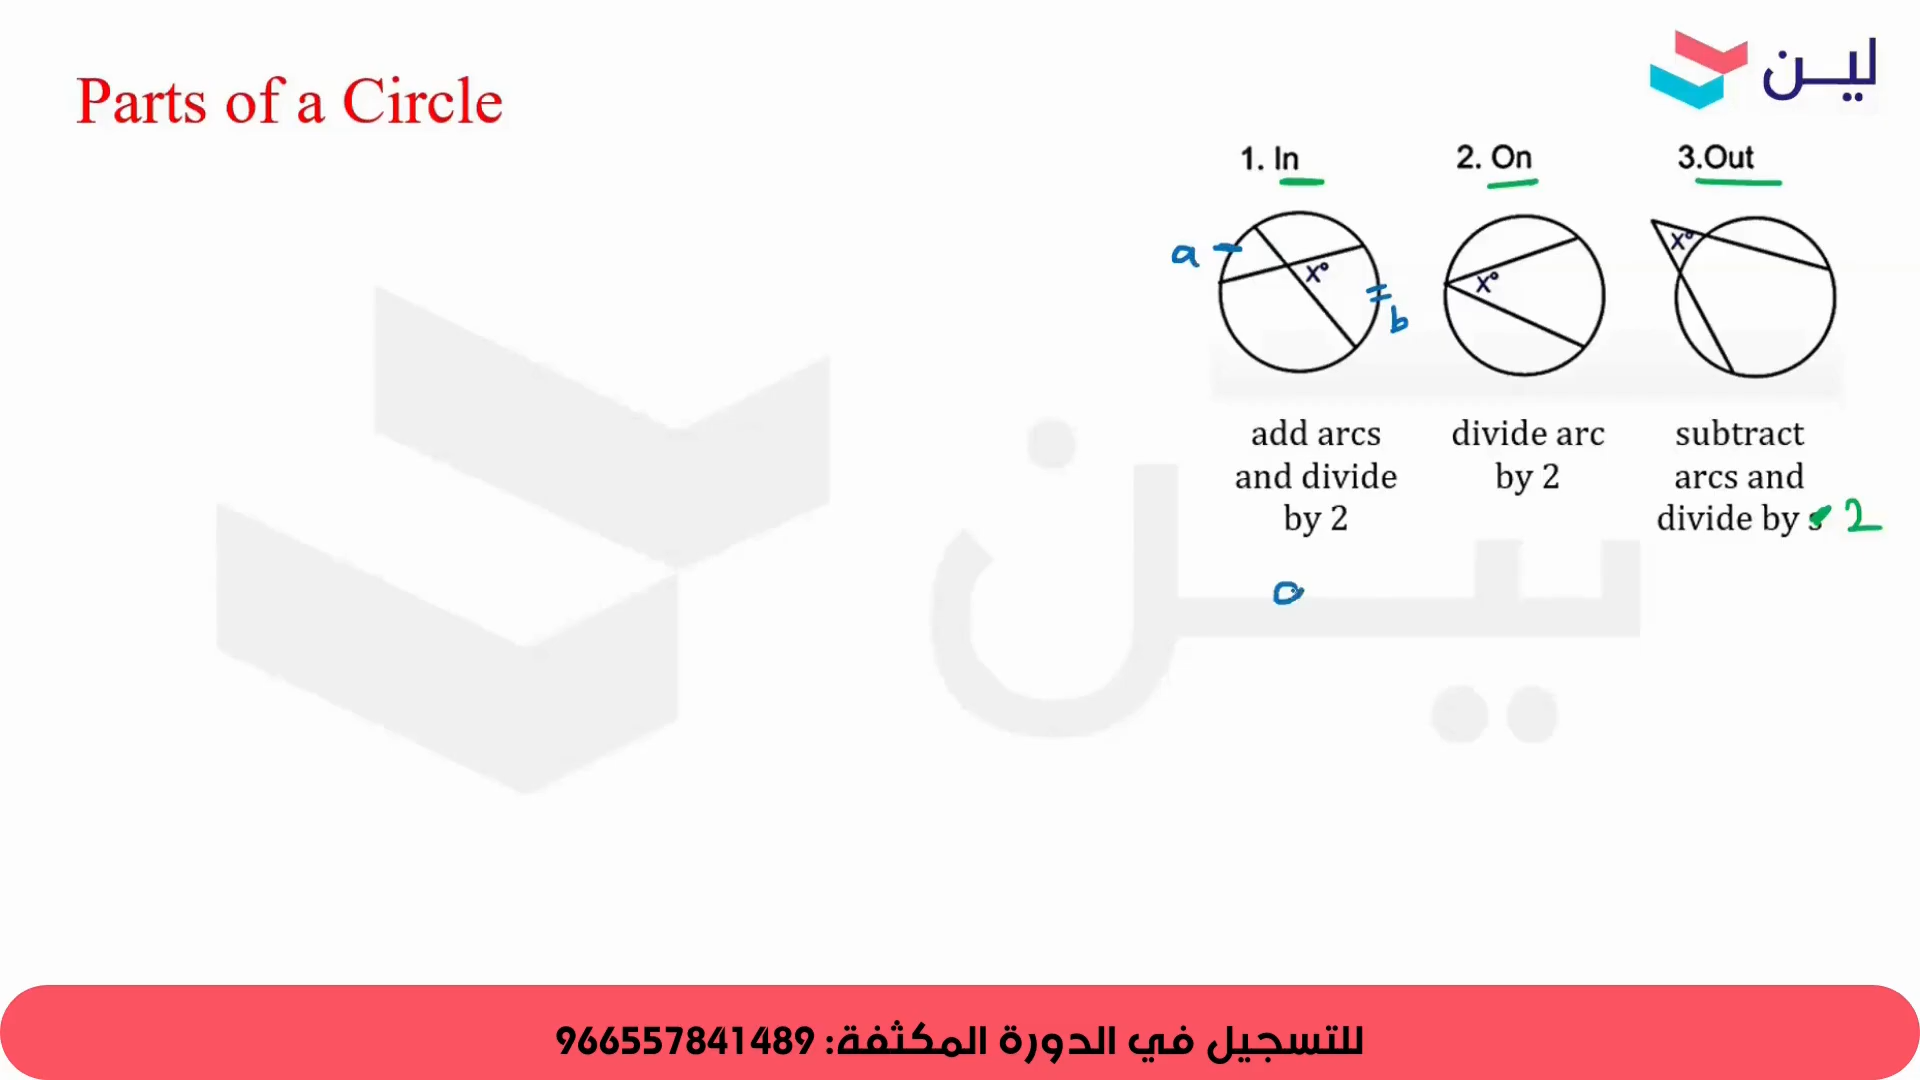 Parts of a Circle
لين
1. In
2. On
3.Out
a
x°
b
x°
x°
add arcs
and divide
by 2
divide arc
by 2
subtract
arcs and
divide by 2
a
لين
للتسجيل في الدورة المكثفة: 966557841489